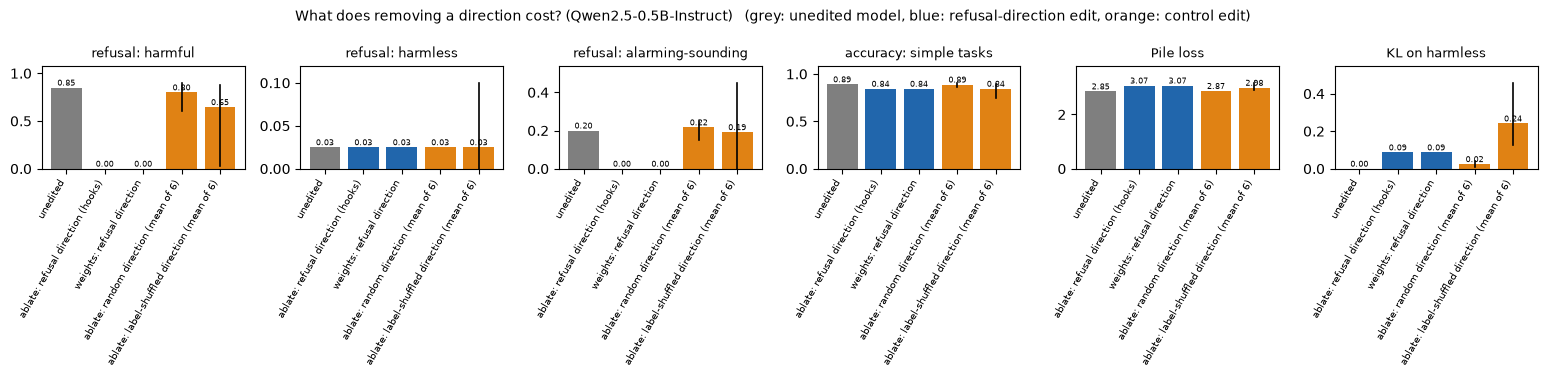 What does removing a direction cost? (Qwen2.5-0.5B-Instruct)   (grey: unedited model, blue: refusal-direction edit, orange: control edit)
refusal: harmful
1.0
0.5
0.0
0.85
0.00
0.00
0.80
0.65
unedited
ablate: refusal direction (hooks)
weights: refusal direction
ablate: random direction (mean of 6)
ablate: label-shuffled direction (mean of 6)
refusal: harmless
0.10
0.05
0.00
0.03
0.03
0.03
0.03
0.03
unedited
ablate: refusal direction (hooks)
weights: refusal direction
ablate: random direction (mean of 6)
ablate: label-shuffled direction (mean of 6)
refusal: alarming-sounding
0.4
0.2
0.0
0.20
0.00
0.00
0.22
0.19
unedited
ablate: refusal direction (hooks)
weights: refusal direction
ablate: random direction (mean of 6)
ablate: label-shuffled direction (mean of 6)
accuracy: simple tasks
1.0
0.5
0.0
0.89
0.84
0.84
0.89
0.84
unedited
ablate: refusal direction (hooks)
weights: refusal direction
ablate: random direction (mean of 6)
ablate: label-shuffled direction (mean of 6)
Pile loss
2
0
2.85
3.07
3.07
2.87
2.98
unedited
ablate: refusal direction (hooks)
weights: refusal direction
ablate: random direction (mean of 6)
ablate: label-shuffled direction (mean of 6)
KL on harmless
0.4
0.2
0.0
0.00
0.09
0.09
0.02
0.24
unedited
ablate: refusal direction (hooks)
weights: refusal direction
ablate: random direction (mean of 6)
ablate: label-shuffled direction (mean of 6)